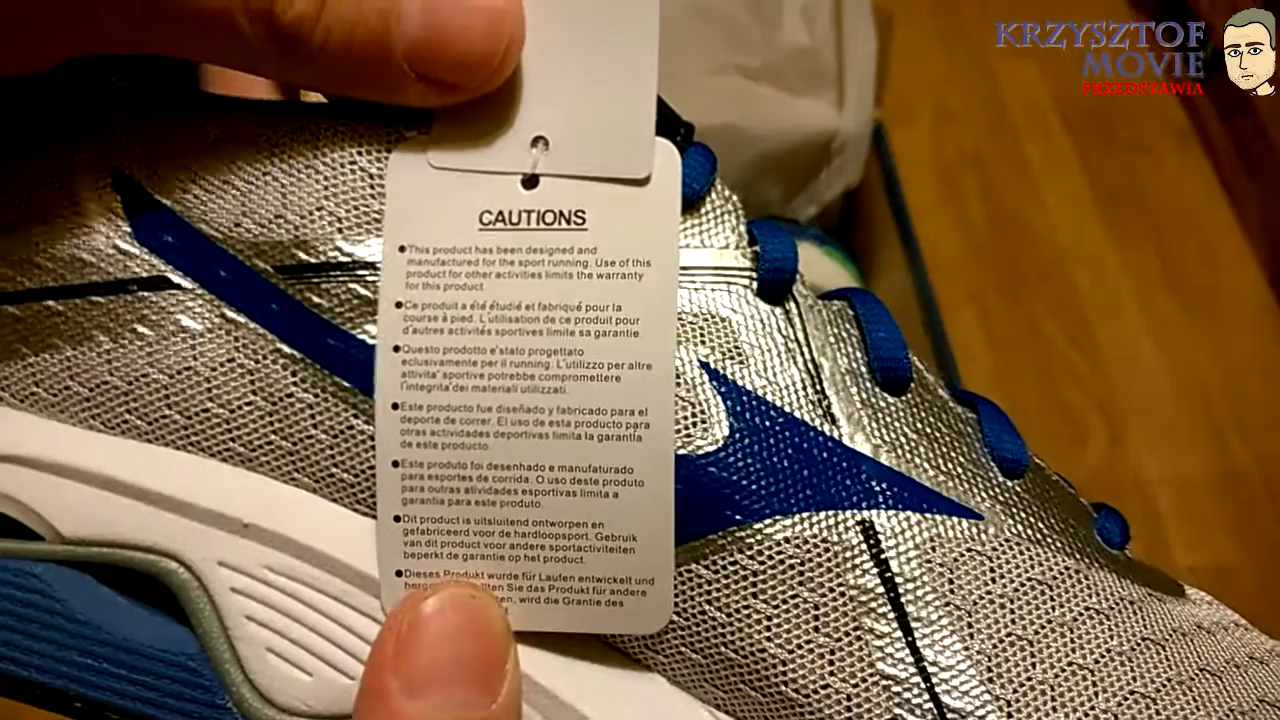 KRZYSZTOF
MOVIE
PRZEDSTAWIA
CAUTIONS
●This product has been designed and
manufactured for the sport running. Use of this
product for other activities limits the warranty
for this product.
●Ce produit a été étudié et fabriqué pour la
course à pied. L'utilisation de ce produit pour
d'autres activités sportives limite sa garantie.
●Questo prodotto e'stato progettato
eclusivamente per il running. L'utilizzo per altre
attivita' sportive potrebbe compromettere
l'integrita'dei materiali utilizzati.
●Este producto fue diseñado y fabricado para el
deporte de correr. El uso de esta producto para
otras actividades deportivas limita la garantía
de este producto.
●Este produto foi desenhado e manufaturado
para esportes de corrida. O uso deste produto
para outras atividades esportivas limita a
garantia para este produto.
●Dit product is uitsluitend ontworpen en
gefabriceerd voor de hardloopsport. Gebruik
van dit product voor andere sportactiviteiten
beperkt de garantie op het product.
●Dieses Produkt wurde für Laufen entwickelt und
Sie das Produkt für andere
wird die Grantie des